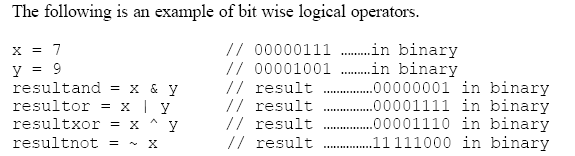 The following is an example of bit wise logical operators.
x = 7 // 00000111 .........in binary
y = 9 // 00001001 .........in binary
resultand = x & y // result ...............00000001 in binary
resultor = x | y // result ...............00001111 in binary
resultxor = x ^ y // result ...............00001110 in binary
resultnot = ~ x // result ...............11111000 in binary